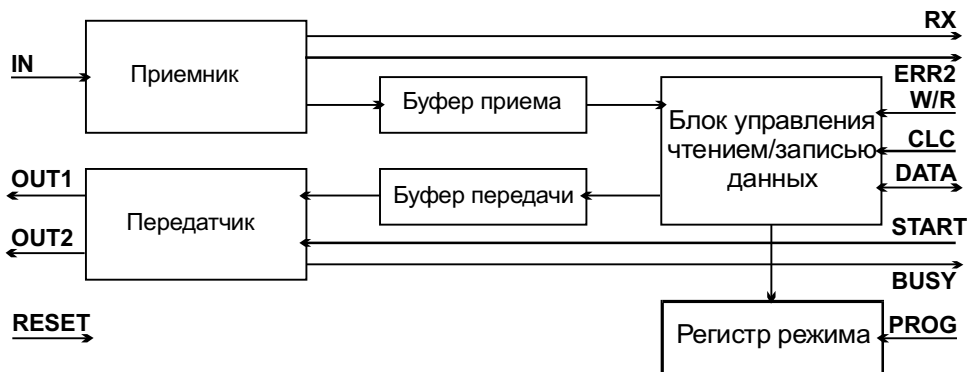 RX
IN
Приемник
ERR2
Буфер приема
W/R
Блок управления
чтением/записью
данных
CLC
DATA
OUT1
Буфер передачи
Передатчик
OUT2
START
BUSY
RESET
Регистр режима
PROG